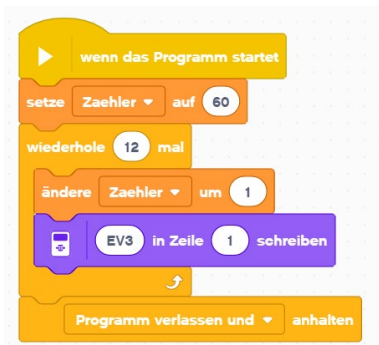 wenn das Programm startet
setze Zaehler auf 60
wiederhole 12 mal
ändere Zaehler um 1
EV3 in Zeile 1 schreiben
Programm verlassen und anhalten